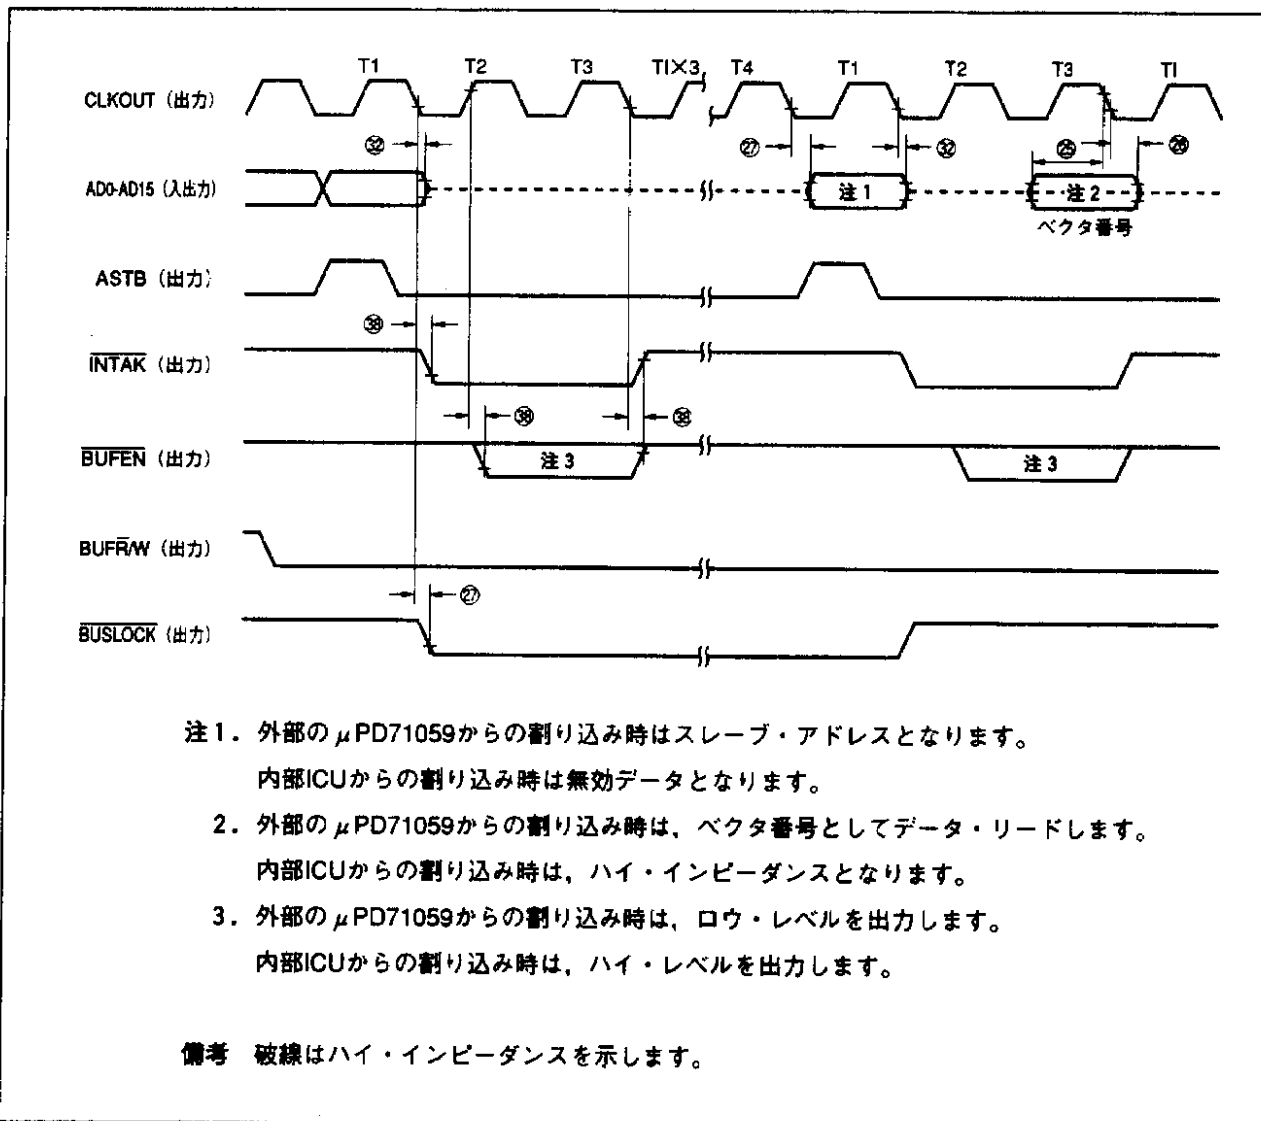 T1 T2 T3 TI×3 T4 T1 T2 T3 TI
CLKOUT（出力）
㉜ ㉗ ㉜ ㉕ ㉖
AD0-AD15（入出力） 注1 注2
ベクタ番号
ASTB（出力）
㊳
INTAK（出力）
㊳ ㊳
BUFEN（出力） 注3 注3
BUFR/W（出力）
㉗
BUSLOCK（出力）
注1．外部のμPD71059からの割り込み時はスレーブ・アドレスとなります。
内部ICUからの割り込み時は無効データとなります。
2．外部のμPD71059からの割り込み時は，ベクタ番号としてデータ・リードします。
内部ICUからの割り込み時は，ハイ・インピーダンスとなります。
3．外部のμPD71059からの割り込み時は，ロウ・レベルを出力します。
内部ICUからの割り込み時は，ハイ・レベルを出力します。
備考 破線はハイ・インピーダンスを示します。